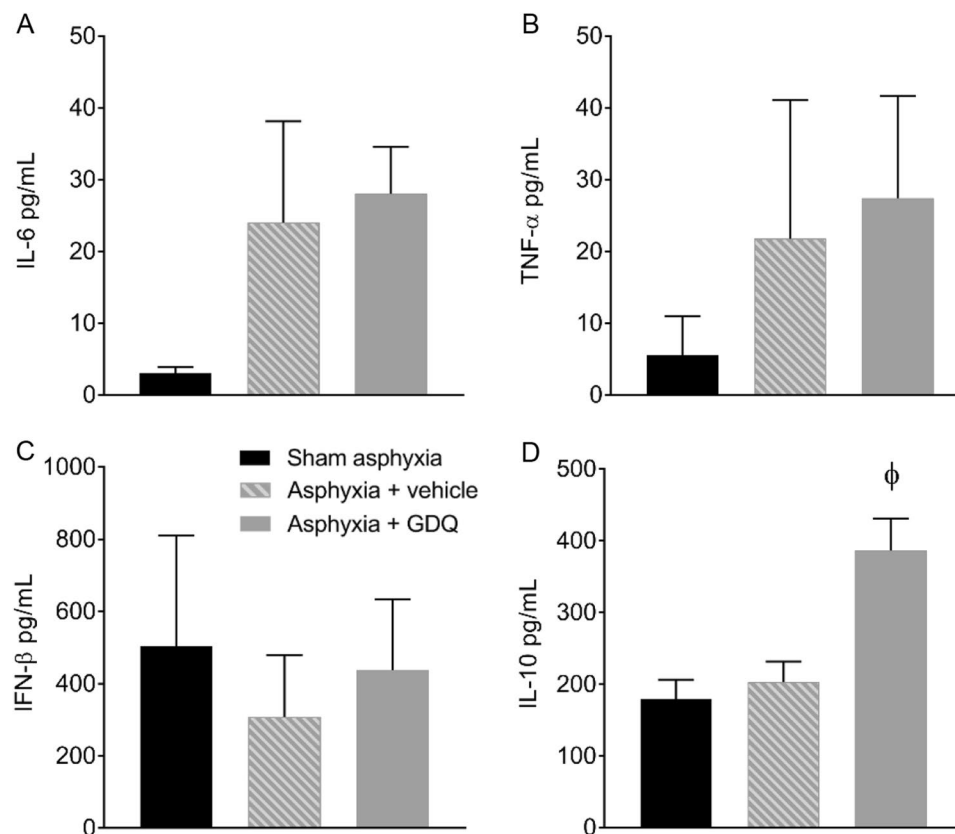 A
50
40
30
20
10
0
IL-6 pg/mL
B
50
40
30
20
10
0
TNF-α pg/mL
C
1000
800
600
400
200
0
IFN-β pg/mL
Sham asphyxia
Asphyxia + vehicle
Asphyxia + GDQ
D
500
400
300
200
100
0
IL-10 pg/mL
ϕ